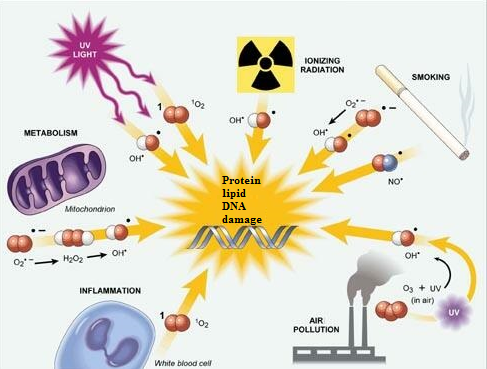 UV
LIGHT
1
¹O₂
OH•
IONIZING
RADIATION
OH•
SMOKING
O₂•−
OH•
NO•
METABOLISM
Mitochondrion
O₂•− → H₂O₂ → OH•
Protein
lipid
DNA
damage
INFLAMMATION
1
¹O₂
White blood cell
AIR
POLLUTION
OH•
O₃ + UV
(in air)
UV